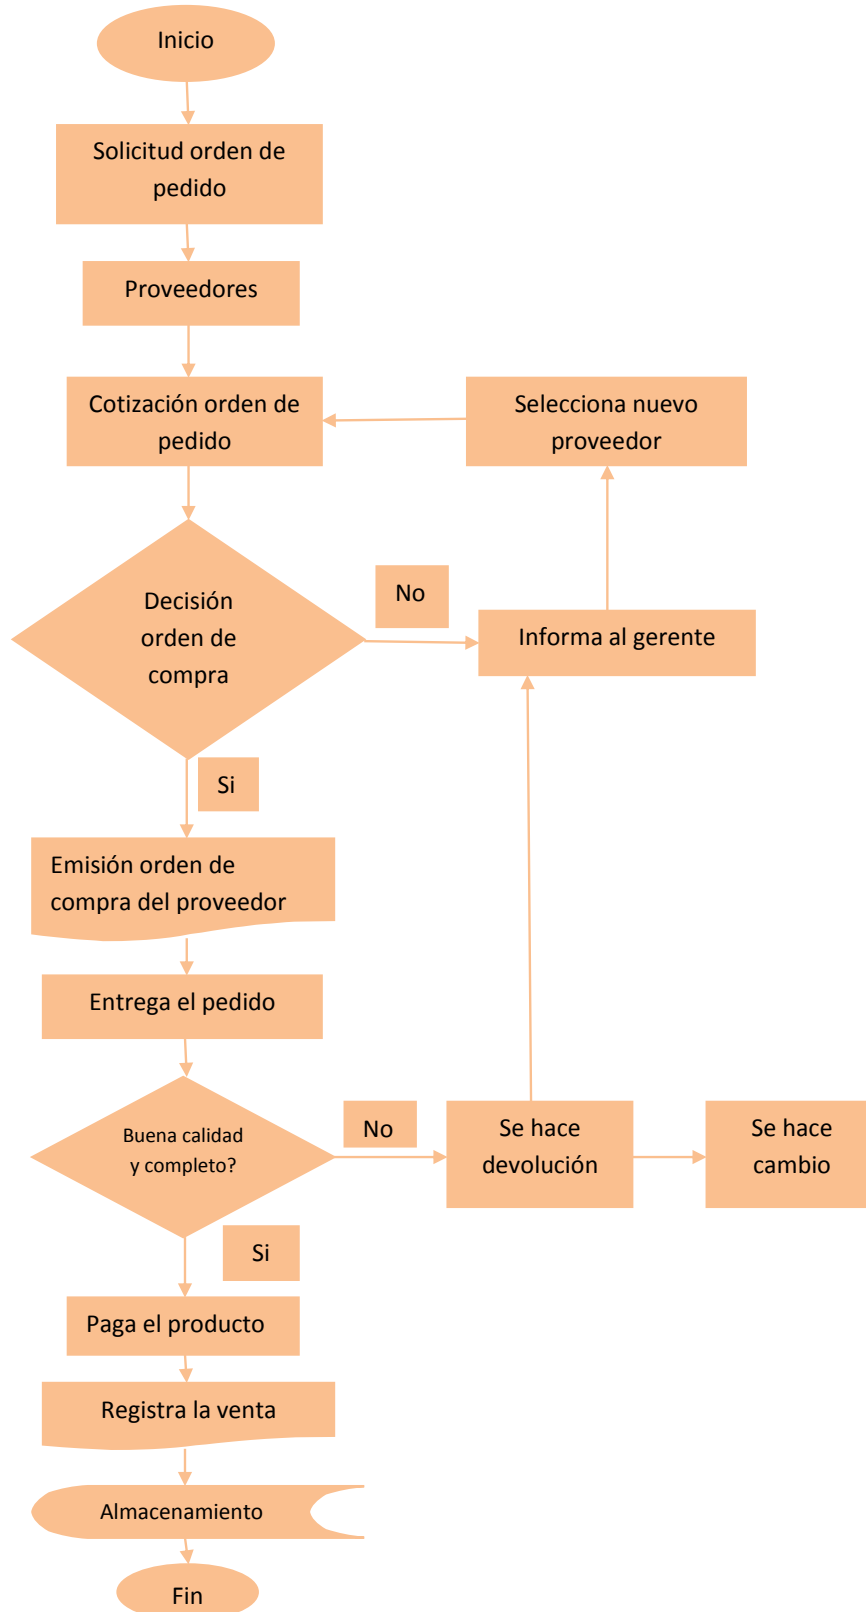 Inicio
Solicitud orden de
pedido
Proveedores
Cotización orden de
pedido
Selecciona nuevo
proveedor
Decisión
orden de
compra
No
Informa al gerente
Si
Emisión orden de
compra del proveedor
Entrega el pedido
Buena calidad
y completo?
No
Se hace
devolución
Se hace
cambio
Si
Paga el producto
Registra la venta
Almacenamiento
Fin